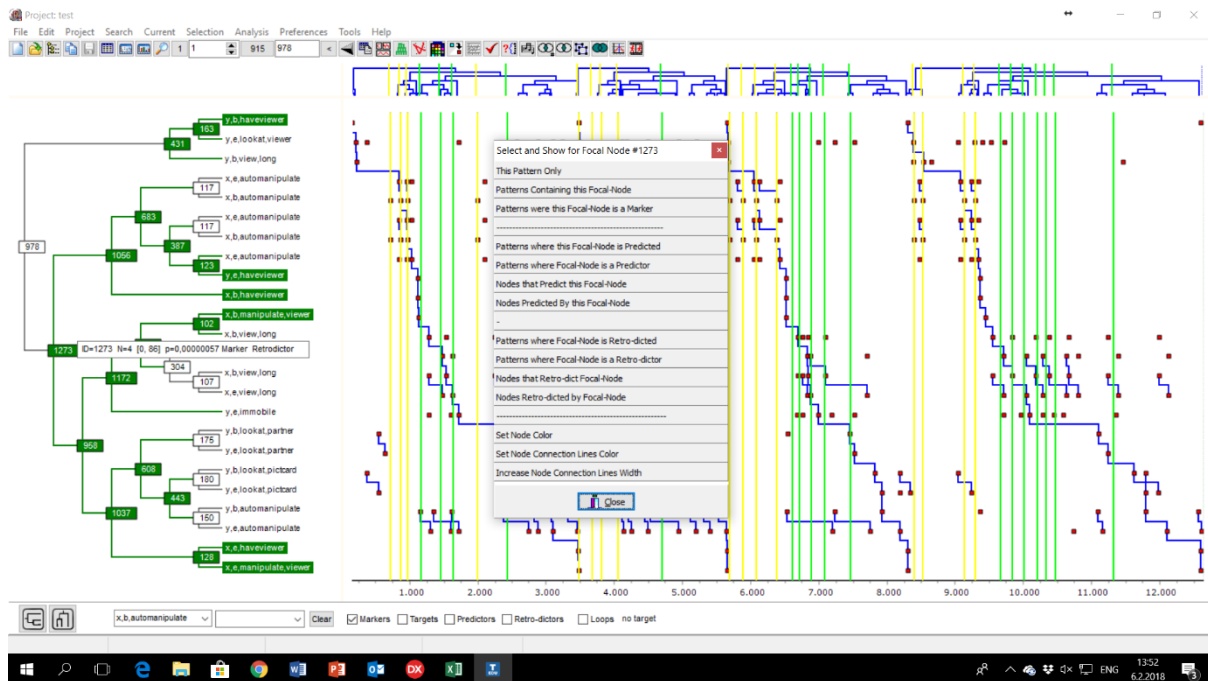 Project: test
File Edit Project Search Current Selection Analysis Preferences Tools Help
1 1 915 978 <
y,b,haveviewer
163
y,e,lookat,viewer
431
y,b,view,long
x,e,automanipulate
117
x,b,automanipulate
683
x,e,automanipulate
117
x,b,automanipulate
978
387
1056
x,e,automanipulate
123
y,e,haveviewer
x,b,haveviewer
x,b,manipulate,viewer
102
x,b,view,long
1273
ID=1273 N=4 [0, 86] p=0,00000057 Marker Retrodictor
304
x,b,view,long
1172
107
x,e,view,long
y,e,immobile
y,b,lookat,partner
175
958
y,e,lookat,partner
608
y,b,lookat,pictcard
180
y,e,lookat,pictcard
443
y,b,automanipulate
1037
150
y,e,automanipulate
x,e,haveviewer
128
x,e,manipulate,viewer
Select and Show for Focal Node #1273
This Pattern Only
Patterns Containing this Focal-Node
Patterns were this Focal-Node is a Marker
Patterns where this Focal-Node is Predicted
Patterns where Focal-Node is a Predictor
Nodes that Predict this Focal-Node
Nodes Predicted By this Focal-Node
-
Patterns where Focal-Node is Retro-dicted
Patterns where Focal-Node is a Retro-dictor
Nodes that Retro-dict Focal-Node
Nodes Retro-dicted by Focal-Node
Set Node Color
Set Node Connection Lines Color
Increase Node Connection Lines Width
Close
1.000 2.000 3.000 4.000 5.000 6.000 7.000 8.000 9.000 10.000 11.000 12.000
x,b,automanipulate Clear Markers Targets Predictors Retro-dictors Loops no target
ENG 13:52
6.2.2018